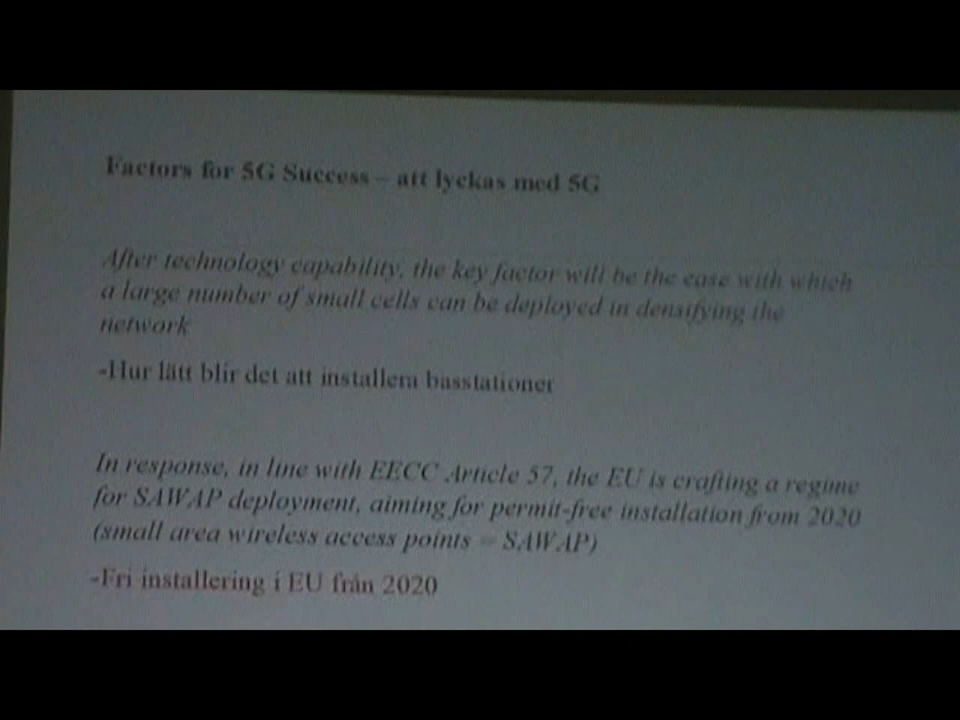 Factors for 5G Success – att lyckas med 5G
After technology capability, the key factor will be the ease with which
a large number of small cells can be deployed in densifying the
network
-Hur lätt blir det att installera basstationer
In response, in line with EECC Article 57, the EU is crafting a regime
for SAWAP deployment, aiming for permit-free installation from 2020
(small area wireless access points = SAWAP)
-Fri installering i EU från 2020